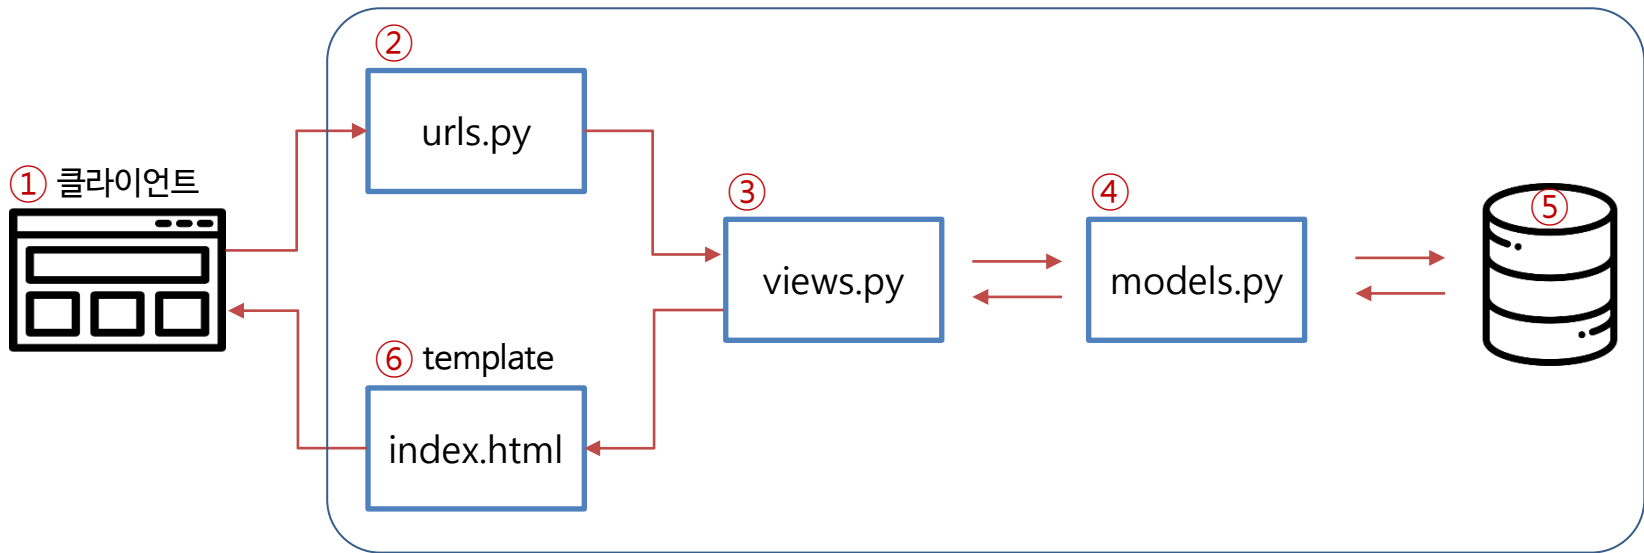 ① 클라이언트
②
urls.py
③
views.py
④
models.py
⑤
⑥ template
index.html